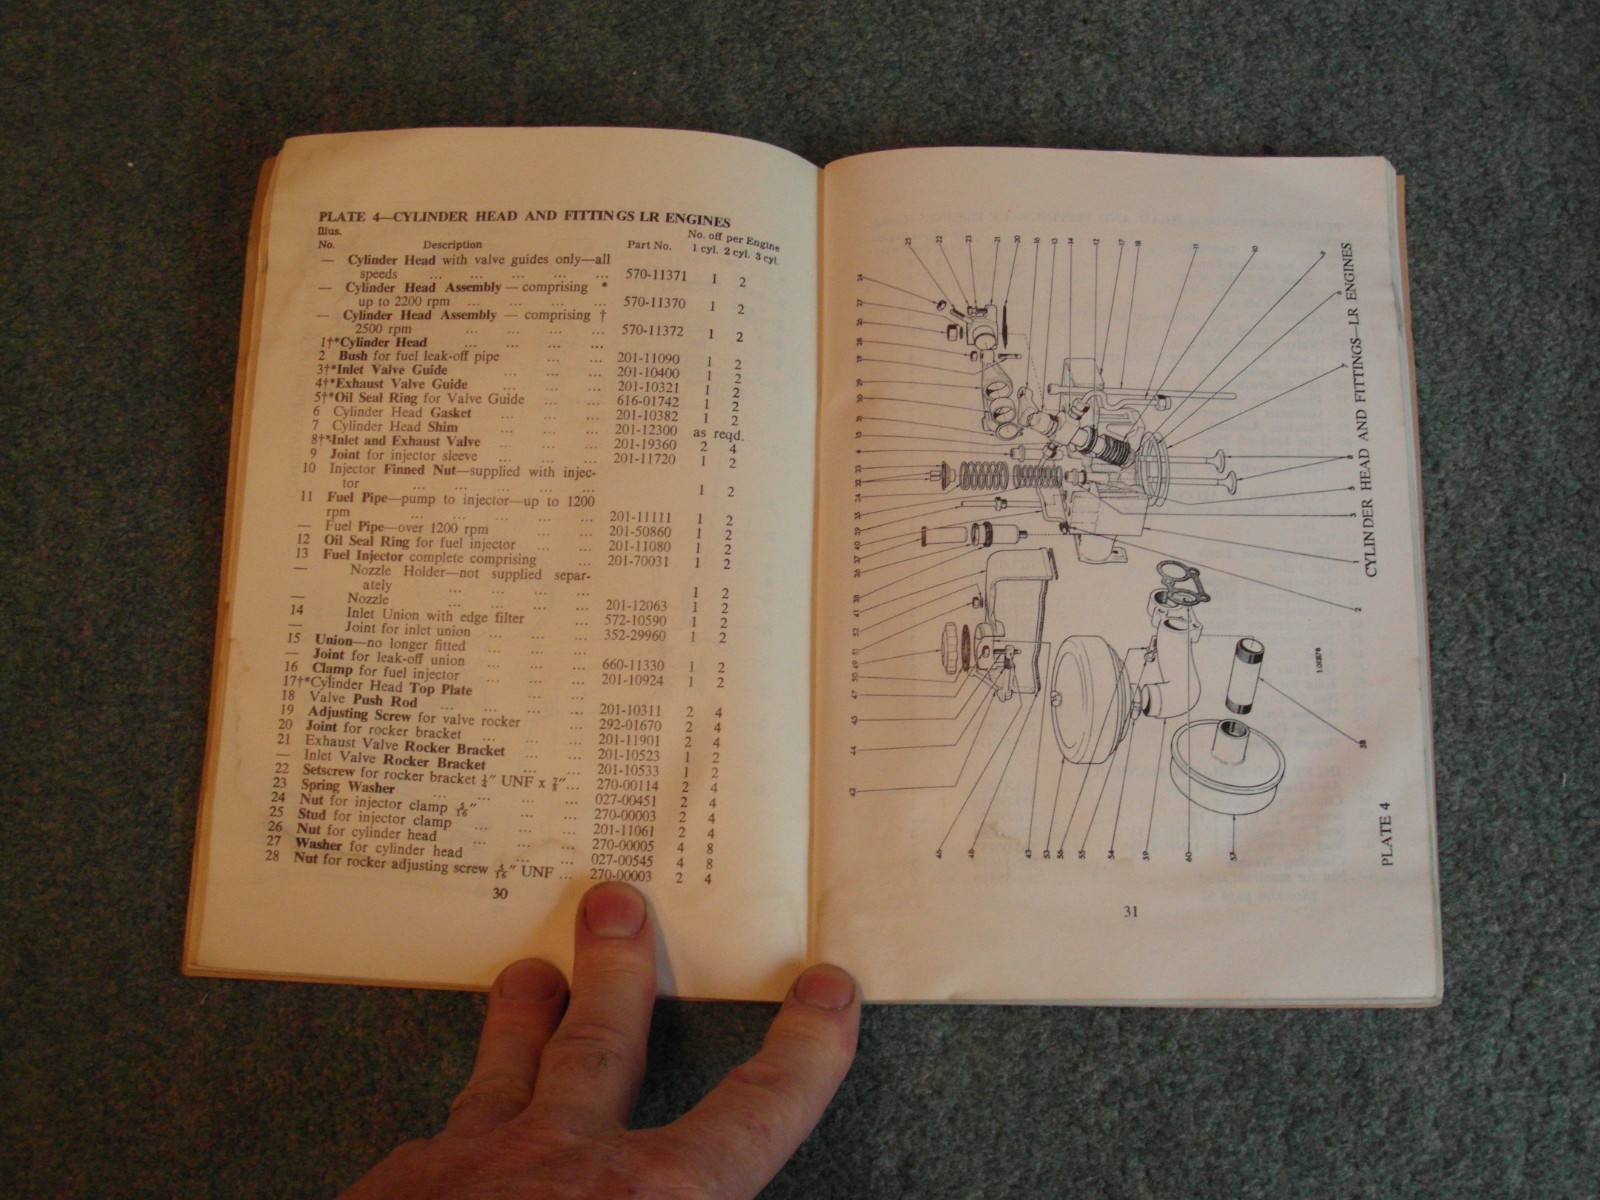 PLATE 4—CYLINDER HEAD AND FITTINGS LR ENGINES
Illus. No. off per Engine
No. Description Part No. 1 cyl. 2 cyl. 3 cyl.
— Cylinder Head with valve guides only—all
speeds ... ... ... ... ... 570-11371 1 2
— Cylinder Head Assembly — comprising *
up to 2200 rpm ... ... ... ... 570-11370 1 2
— Cylinder Head Assembly — comprising †
2500 rpm ... ... ... ... 570-11372 1 2
1†*Cylinder Head ... ... ... ...
2 Bush for fuel leak-off pipe ... ... 201-11090 1 2
3†*Inlet Valve Guide ... ... ... 201-10400 1 2
4†*Exhaust Valve Guide ... ... ... 201-10321 1 2
5†*Oil Seal Ring for Valve Guide ... ... 616-01742 1 2
6 Cylinder Head Gasket ... ... ... 201-10382 1 2
7 Cylinder Head Shim ... ... ... 201-12300 as reqd.
8†*Inlet and Exhaust Valve ... ... ... 201-19360 2 4
9 Joint for injector sleeve ... ... ... 201-11720 1 2
10 Injector Finned Nut—supplied with injec-
tor ... ... ... ... ... 1 2
11 Fuel Pipe—pump to injector—up to 1200
rpm ... ... ... ... ... 201-11111 1 2
— Fuel Pipe—over 1200 rpm ... ... 201-50860 1 2
12 Oil Seal Ring for fuel injector ... ... 201-11080 1 2
13 Fuel Injector complete comprising ... 201-70031 1 2
— Nozzle Holder—not supplied separ-
ately ... ... ... ... 1 2
— Nozzle ... ... ... ... 201-12063 1 2
14 Inlet Union with edge filter ... 572-10590 1 2
— Joint for inlet union ... ... ... 352-29960 1 2
15 Union—no longer fitted ... ... ...
— Joint for leak-off union ... ... 660-11330 1 2
16 Clamp for fuel injector ... ... ... 201-10924 1 2
17†*Cylinder Head Top Plate ... ...
18 Valve Push Rod ... ... ... ... 201-10311 2 4
19 Adjusting Screw for valve rocker ... 292-01670 2 4
20 Joint for rocker bracket ... ... ... 201-11901 2 4
21 Exhaust Valve Rocker Bracket ... ... 201-10523 1 2
— Inlet Valve Rocker Bracket ... ... 201-10533 1 2
22 Setscrew for rocker bracket ¼″ UNF x ⅞″... 270-00114 2 4
23 Spring Washer ... ... ... ... 027-00451 2 4
24 Nut for injector clamp 5/16″ ... ... 270-00003 2 4
25 Stud for injector clamp ... ... ... 201-11061 2 4
26 Nut for cylinder head ... ... ... 270-00005 4 8
27 Washer for cylinder head ... ... 027-00545 4 8
28 Nut for rocker adjusting screw 5/16″ UNF ... 270-00003 2 4
30
CYLINDER HEAD AND FITTINGS—LR ENGINES
PLATE 4
31